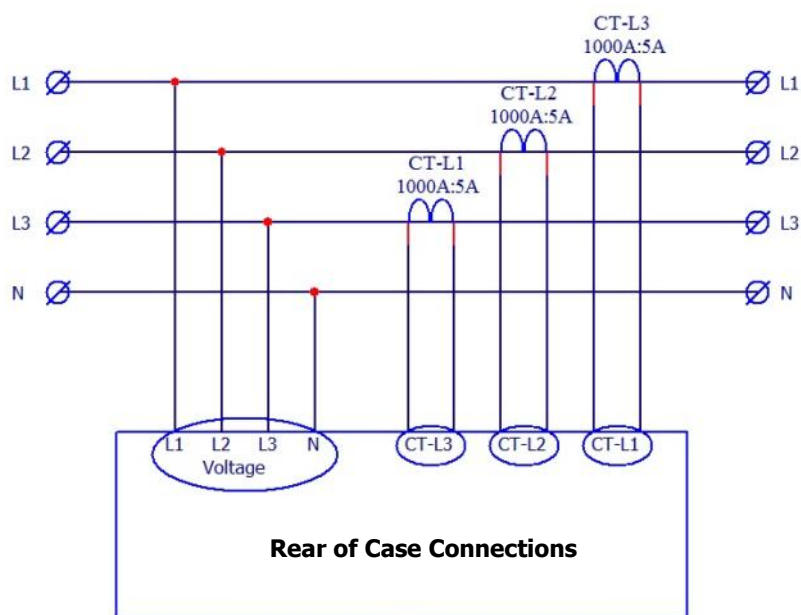 CT-L3
1000A:5A
L1
L1
CT-L2
1000A:5A
L2
L2
CT-L1
1000A:5A
L3
L3
N
N
L1 L2 L3 N
Voltage
CT-L3
CT-L2
CT-L1
Rear of Case Connections